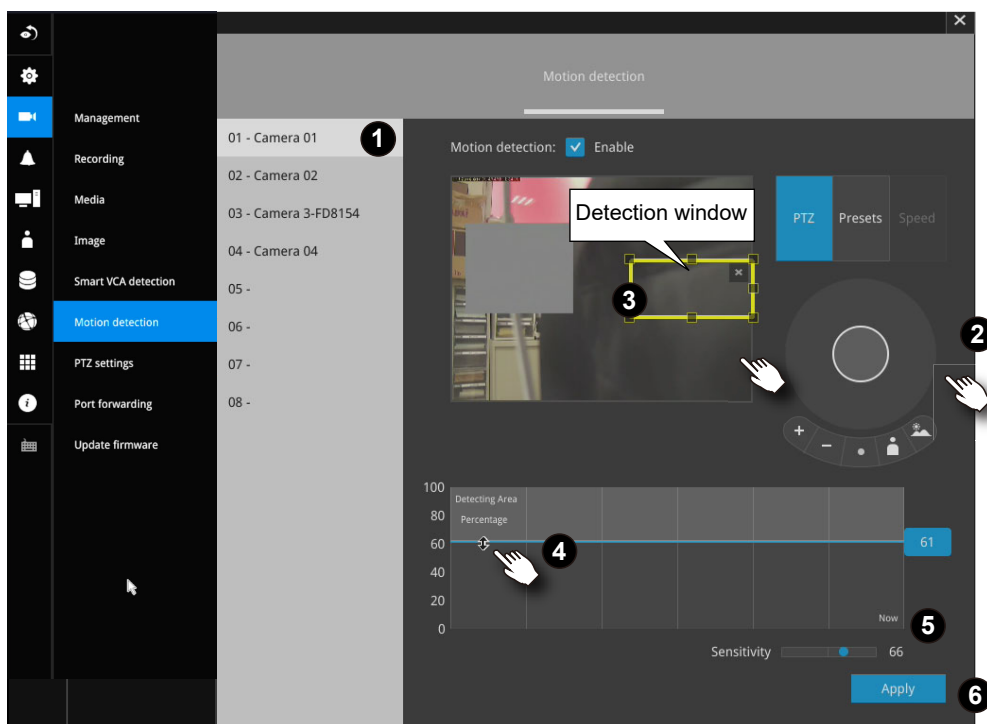 Motion detection
Management
Recording
Media
Image
Smart VCA detection
Motion detection
PTZ settings
Port forwarding
Update firmware
01 - Camera 01
1
02 - Camera 02
03 - Camera 3-FD8154
04 - Camera 04
05 -
06 -
07 -
08 -
Motion detection: Enable
Detection window
3
PTZ Presets Speed
2
100
80
60
40
20
0
Detecting Area
Percentage
4
61
Now
5
Sensitivity 66
Apply
6